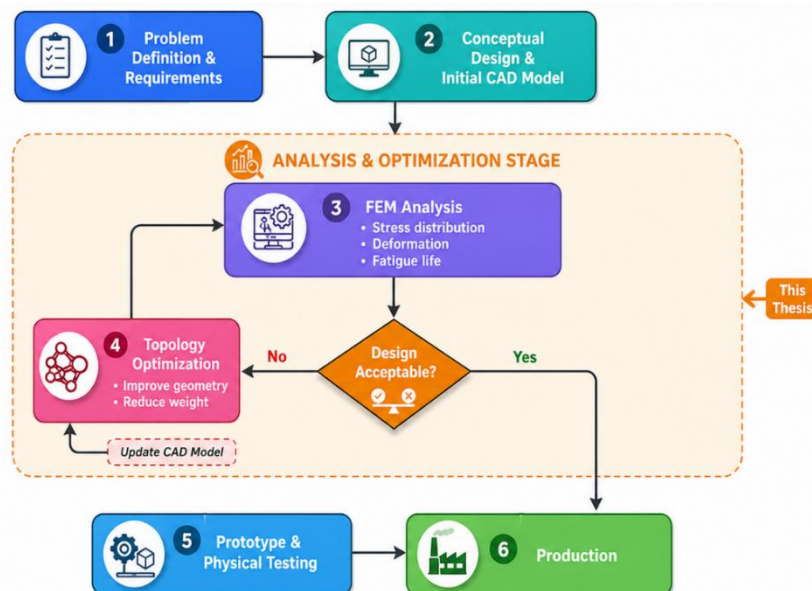 1 Problem
Definition &
Requirements
2 Conceptual
Design &
Initial CAD Model
ANALYSIS & OPTIMIZATION STAGE
3 FEM Analysis
• Stress distribution
• Deformation
• Fatigue life
This
Thesis
4 Topology
Optimization
• Improve geometry
• Reduce weight
No
Design
Acceptable?
Yes
Update CAD Model
5 Prototype &
Physical Testing
6 Production